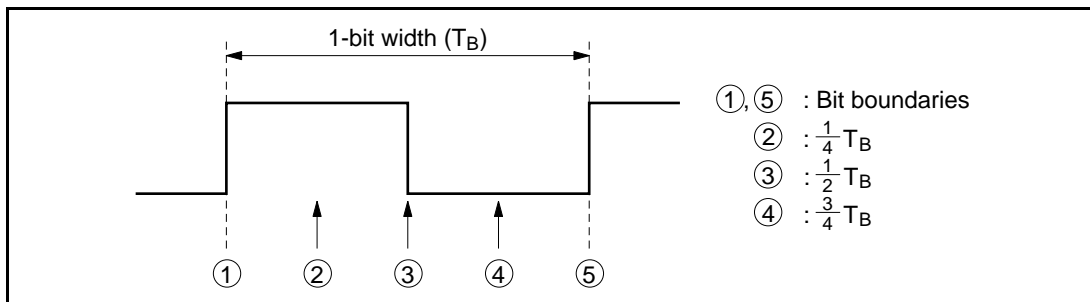 1-bit width (TB)
①,⑤ : Bit boundaries
② : 1/4 TB
③ : 1/2 TB
④ : 3/4 TB
① ② ③ ④ ⑤